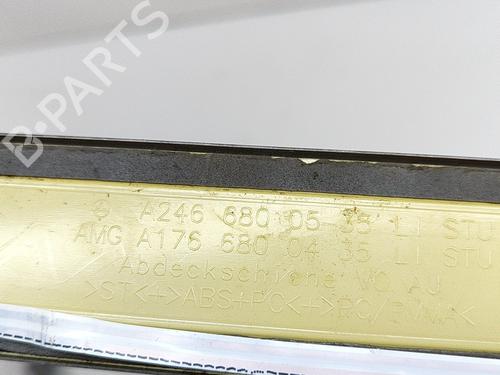 B-PARTS
A246 680 05 35 LI STU
AMG A176 680 04 35 LI STU
Abdeckschiene VO AU
>ST<+>ABS+PC<+>PC/PMMA<